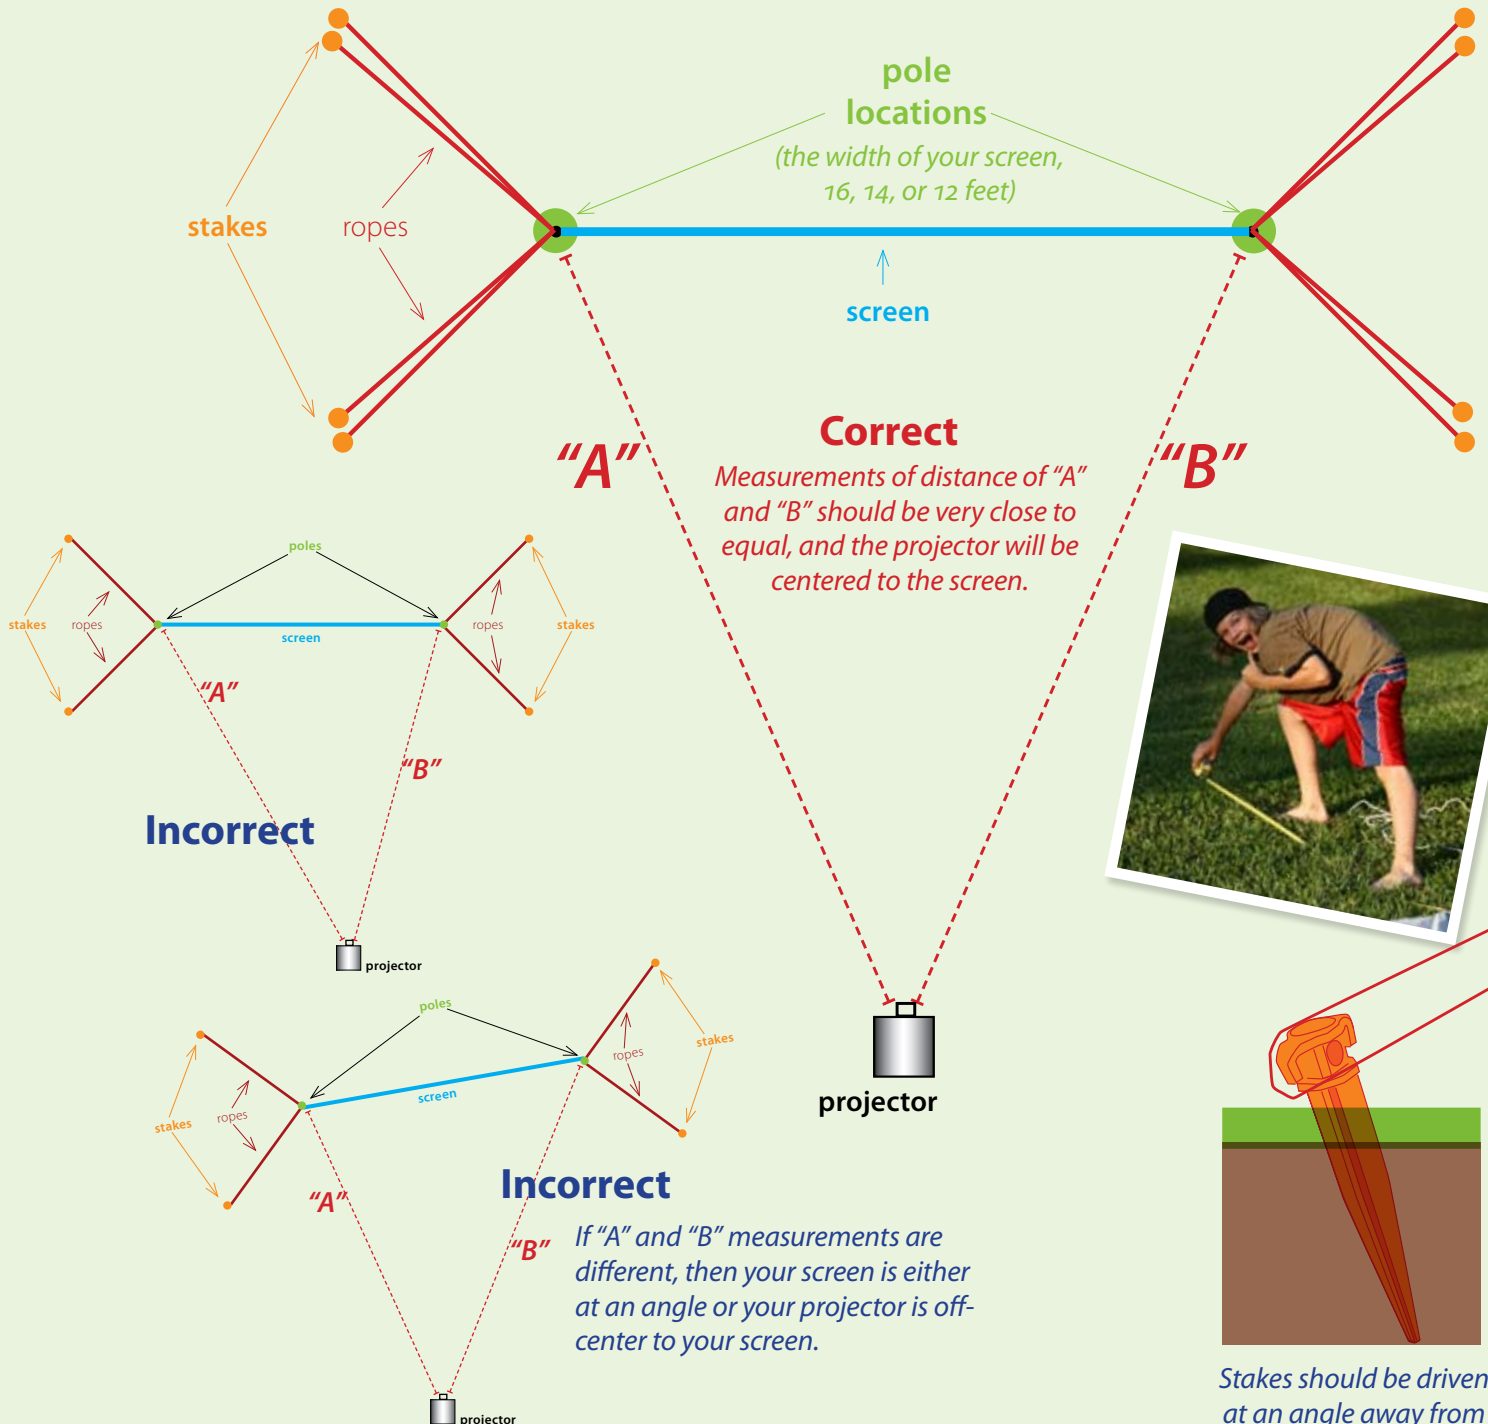 pole
locations
(the width of your screen,
16, 14, or 12 feet)
stakes
ropes
screen
“A”
“B”
Correct
Measurements of distance of “A”
and “B” should be very close to
equal, and the projector will be
centered to the screen.
projector
poles
stakes
ropes
screen
ropes
stakes
“A”
“B”
Incorrect
projector
poles
stakes
ropes
screen
ropes
stakes
“A”
“B”
Incorrect
If “A” and “B” measurements are
different, then your screen is either
at an angle or your projector is off-
center to your screen.
projector
Stakes should be driven
at an angle away from